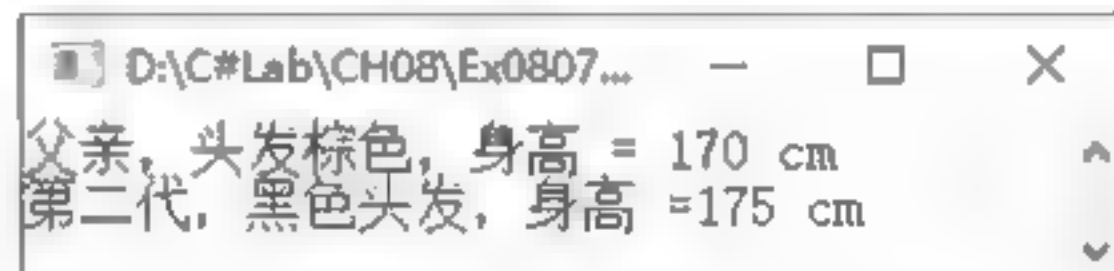 D:\C#Lab\CH08\Ex0807...
父亲, 头发棕色, 身高 = 170 cm
第二代, 黑色头发, 身高 =175 cm